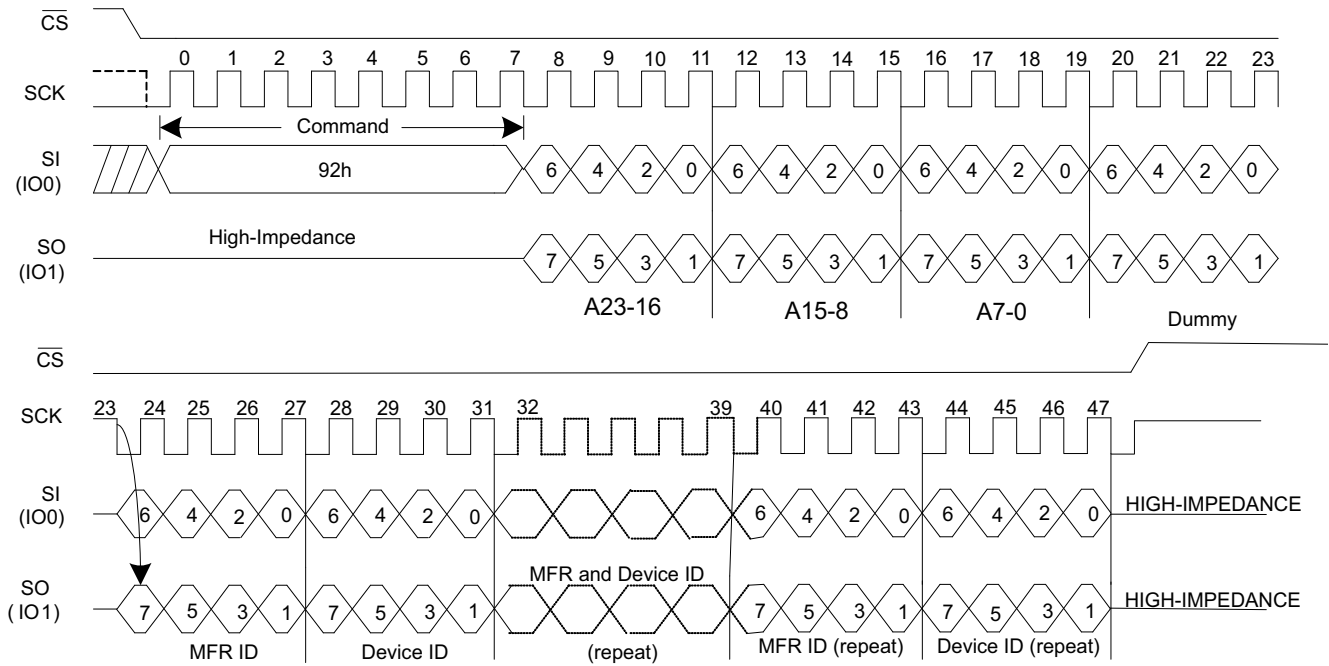 CS
0 1 2 3 4 5 6 7 8 9 10 11 12 13 14 15 16 17 18 19 20 21 22 23
SCK
Command
SI
(IO0)
92h
6 4 2 0 6 4 2 0 6 4 2 0 6 4 2 0
High-Impedance
SO
(IO1)
7 5 3 1 7 5 3 1 7 5 3 1 7 5 3 1
A23-16 A15-8 A7-0 Dummy
CS
SCK
23 24 25 26 27 28 29 30 31 32 39 40 41 42 43 44 45 46 47
SI
(IO0)
6 4 2 0 6 4 2 0 6 4 2 0 6 4 2 0
HIGH-IMPEDANCE
MFR and Device ID
SO
(IO1)
7 5 3 1 7 5 3 1 7 5 3 1 7 5 3 1
HIGH-IMPEDANCE
MFR ID Device ID (repeat) MFR ID (repeat) Device ID (repeat)